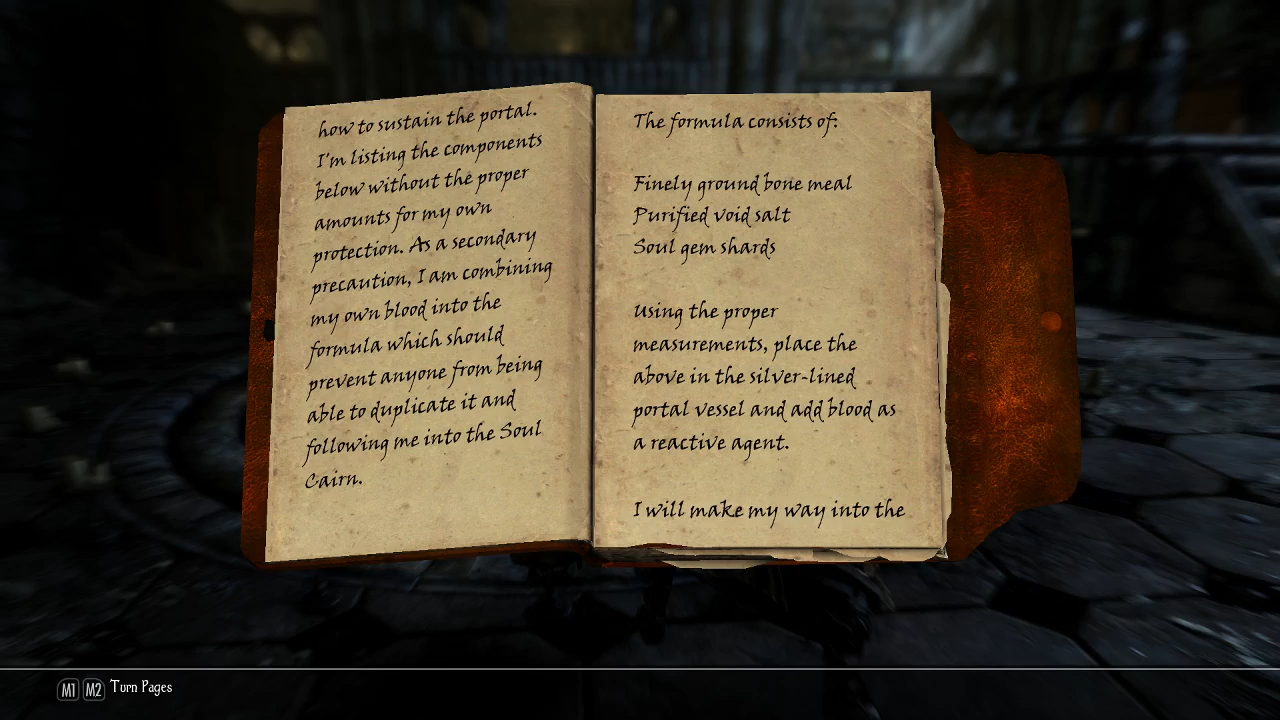 how to sustain the portal.
I'm listing the components
below without the proper
amounts for my own
protection. As a secondary
precaution, I am combining
my own blood into the
formula which should
prevent anyone from being
able to duplicate it and
following me into the Soul
Cairn.
The formula consists of:
Finely ground bone meal
Purified void salt
Soul gem shards
Using the proper
measurements, place the
above in the silver-lined
portal vessel and add blood as
a reactive agent.
I will make my way into the
M1 M2 Turn Pages